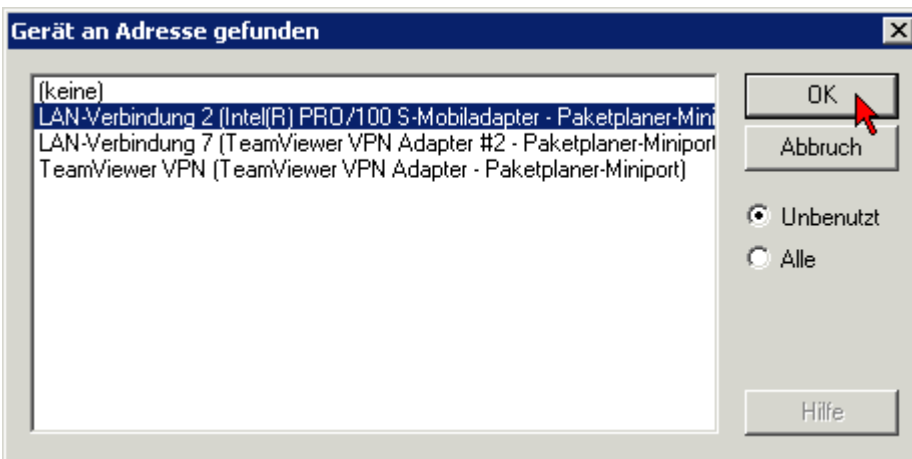 Gerät an Adresse gefunden
(keine)
LAN-Verbindung 2 (Intel(R) PRO/100 S-Mobiladapter - Paketplaner-Mini
LAN-Verbindung 7 (TeamViewer VPN Adapter #2 - Paketplaner-Miniport
TeamViewer VPN (TeamViewer VPN Adapter - Paketplaner-Miniport)
OK
Abbruch
Unbenutzt
Alle
Hilfe